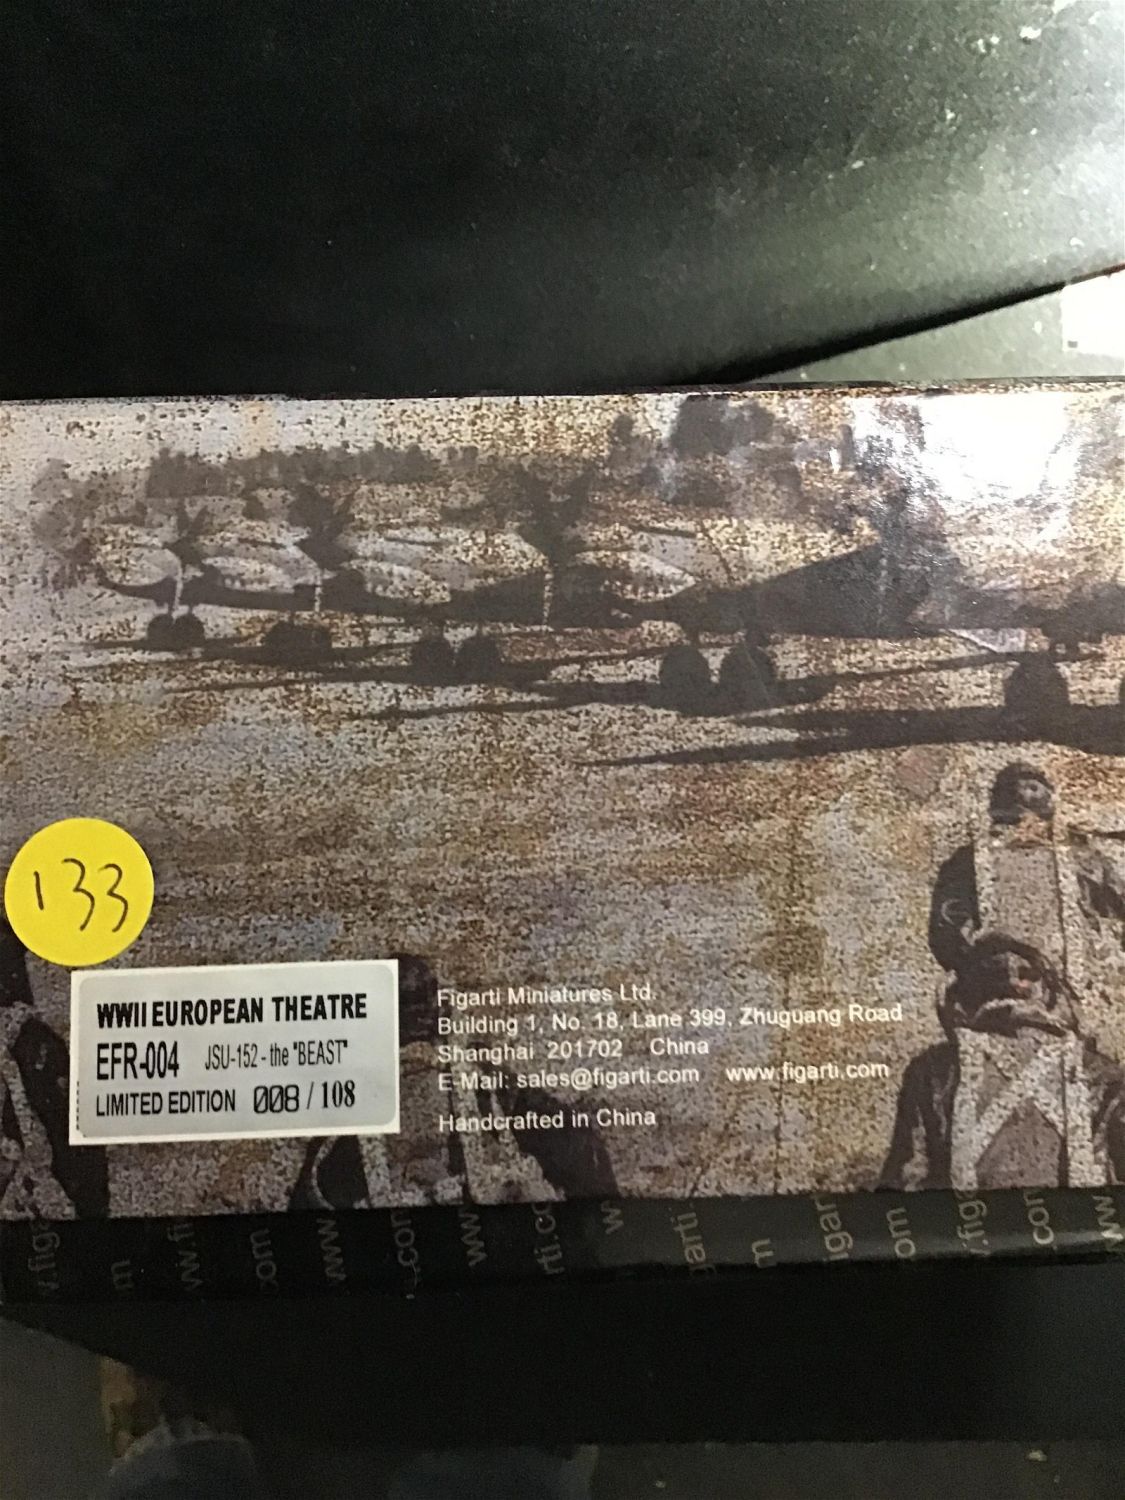 133
WWII EUROPEAN THEATRE
EFR-004 JSU-152 - the "BEAST"
LIMITED EDITION 008 / 108
Figarti Miniatures Ltd.
Building 1, No. 18, Lane 399, Zhuguang Road
Shanghai 201702 China
E-Mail: sales@figarti.com www.figarti.com
Handcrafted in China